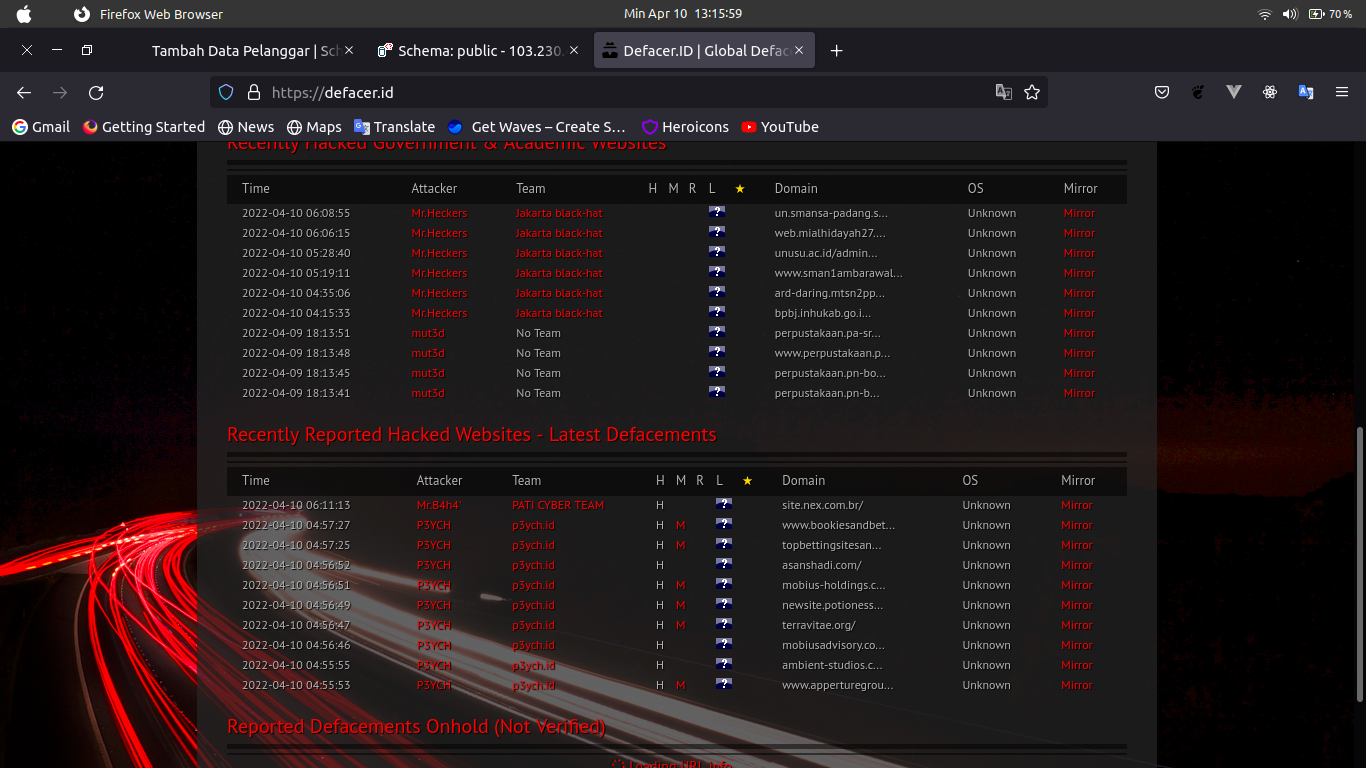 Firefox Web Browser
Min Apr 10 13:15:59
70 %
Tambah Data Pelanggar | Sch
Schema: public - 103.230.
Defacer.ID | Global Deface
https://defacer.id
Gmail
Getting Started
News
Maps
Translate
Get Waves – Create S…
Heroicons
YouTube
Recently Hacked Government & Academic Websites
Time Attacker Team H M R L ★ Domain OS Mirror
2022-04-10 06:08:55 Mr.Heckers Jakarta black-hat un.smansa-padang.s... Unknown Mirror
2022-04-10 06:06:15 Mr.Heckers Jakarta black-hat web.mialhidayah27.... Unknown Mirror
2022-04-10 05:28:40 Mr.Heckers Jakarta black-hat unusu.ac.id/admin... Unknown Mirror
2022-04-10 05:19:11 Mr.Heckers Jakarta black-hat www.sman1ambarawal... Unknown Mirror
2022-04-10 04:35:06 Mr.Heckers Jakarta black-hat ard-daring.mtsn2pp... Unknown Mirror
2022-04-10 04:15:33 Mr.Heckers Jakarta black-hat bpbj.inhukab.go.i... Unknown Mirror
2022-04-09 18:13:51 mut3d No Team perpustakaan.pa-sr... Unknown Mirror
2022-04-09 18:13:48 mut3d No Team www.perpustakaan.p... Unknown Mirror
2022-04-09 18:13:45 mut3d No Team perpustakaan.pn-bo... Unknown Mirror
2022-04-09 18:13:41 mut3d No Team perpustakaan.pn-b... Unknown Mirror
Recently Reported Hacked Websites - Latest Defacements
Time Attacker Team H M R L ★ Domain OS Mirror
2022-04-10 06:11:13 Mr.B4h4' PATI CYBER TEAM H site.nex.com.br/ Unknown Mirror
2022-04-10 04:57:27 P3YCH p3ych.id H M www.bookiesandbet... Unknown Mirror
2022-04-10 04:57:25 P3YCH p3ych.id H M topbettingsitesan... Unknown Mirror
2022-04-10 04:56:52 P3YCH p3ych.id H asanshadi.com/ Unknown Mirror
2022-04-10 04:56:51 P3YCH p3ych.id H M mobius-holdings.c... Unknown Mirror
2022-04-10 04:56:49 P3YCH p3ych.id H M newsite.potioness... Unknown Mirror
2022-04-10 04:56:47 P3YCH p3ych.id H M terravitae.org/ Unknown Mirror
2022-04-10 04:56:46 P3YCH p3ych.id H mobiusadvisory.co... Unknown Mirror
2022-04-10 04:55:55 P3YCH p3ych.id H ambient-studios.c... Unknown Mirror
2022-04-10 04:55:53 P3YCH p3ych.id H M www.apperturegrou... Unknown Mirror
Reported Defacements Onhold (Not Verified)
Loading URL Info